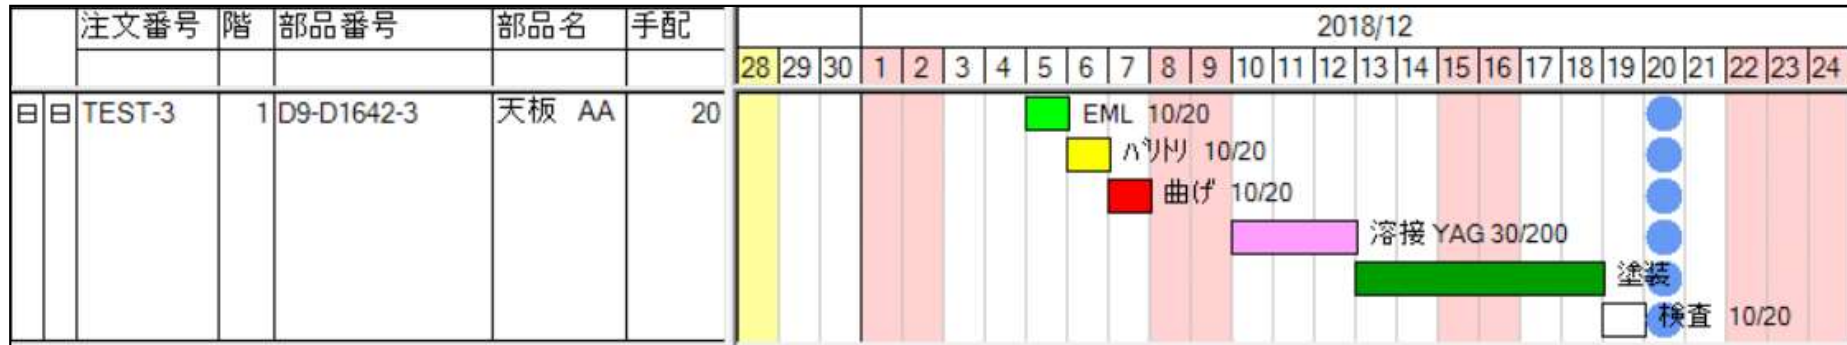 注文番号 階 部品番号 部品名 手配 2018/12
28 29 30 1 2 3 4 5 6 7 8 9 10 11 12 13 14 15 16 17 18 19 20 21 22 23 24
TEST-3 1 D9-D1642-3 天板 AA 20 EML 10/20
ﾊﾞﾘﾄﾘ 10/20
曲げ 10/20
溶接 YAG 30/200
塗装
検査 10/20